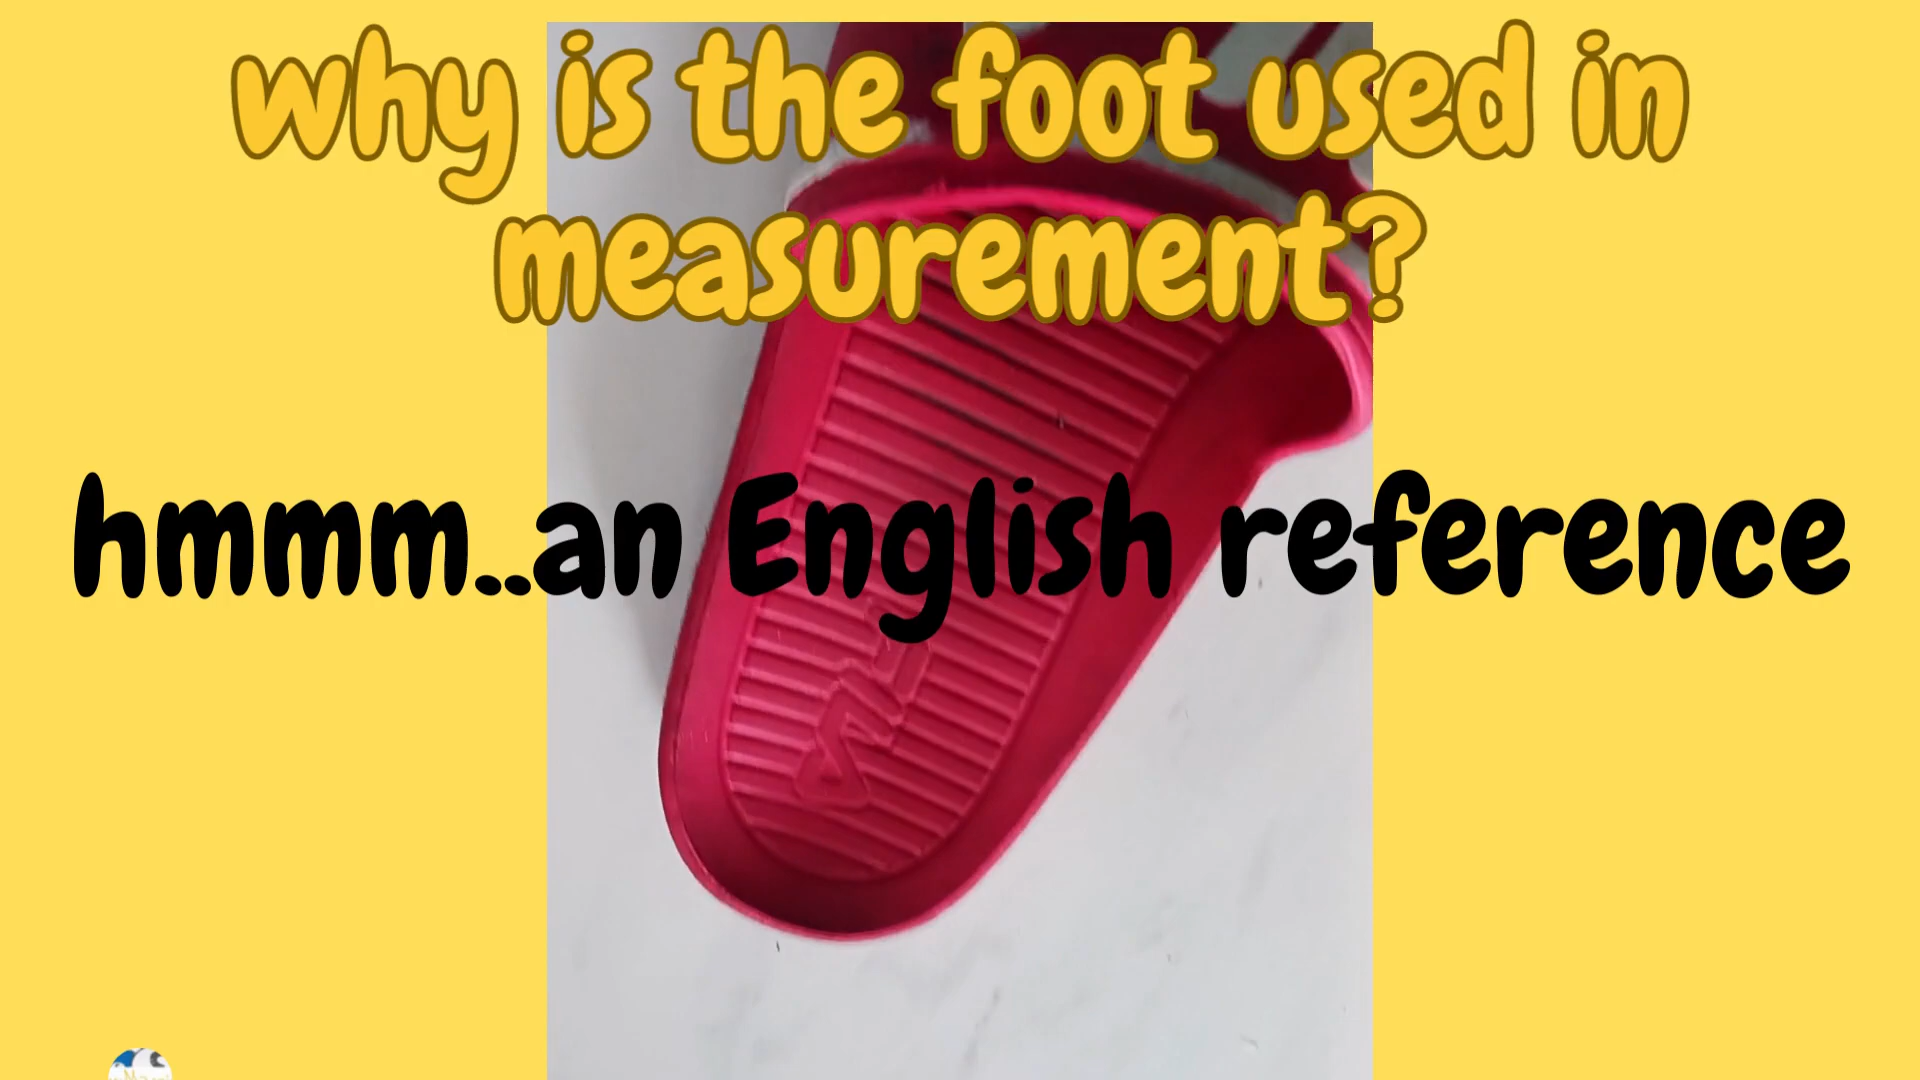 why is the foot used in
measurement?
hmmm..an English reference